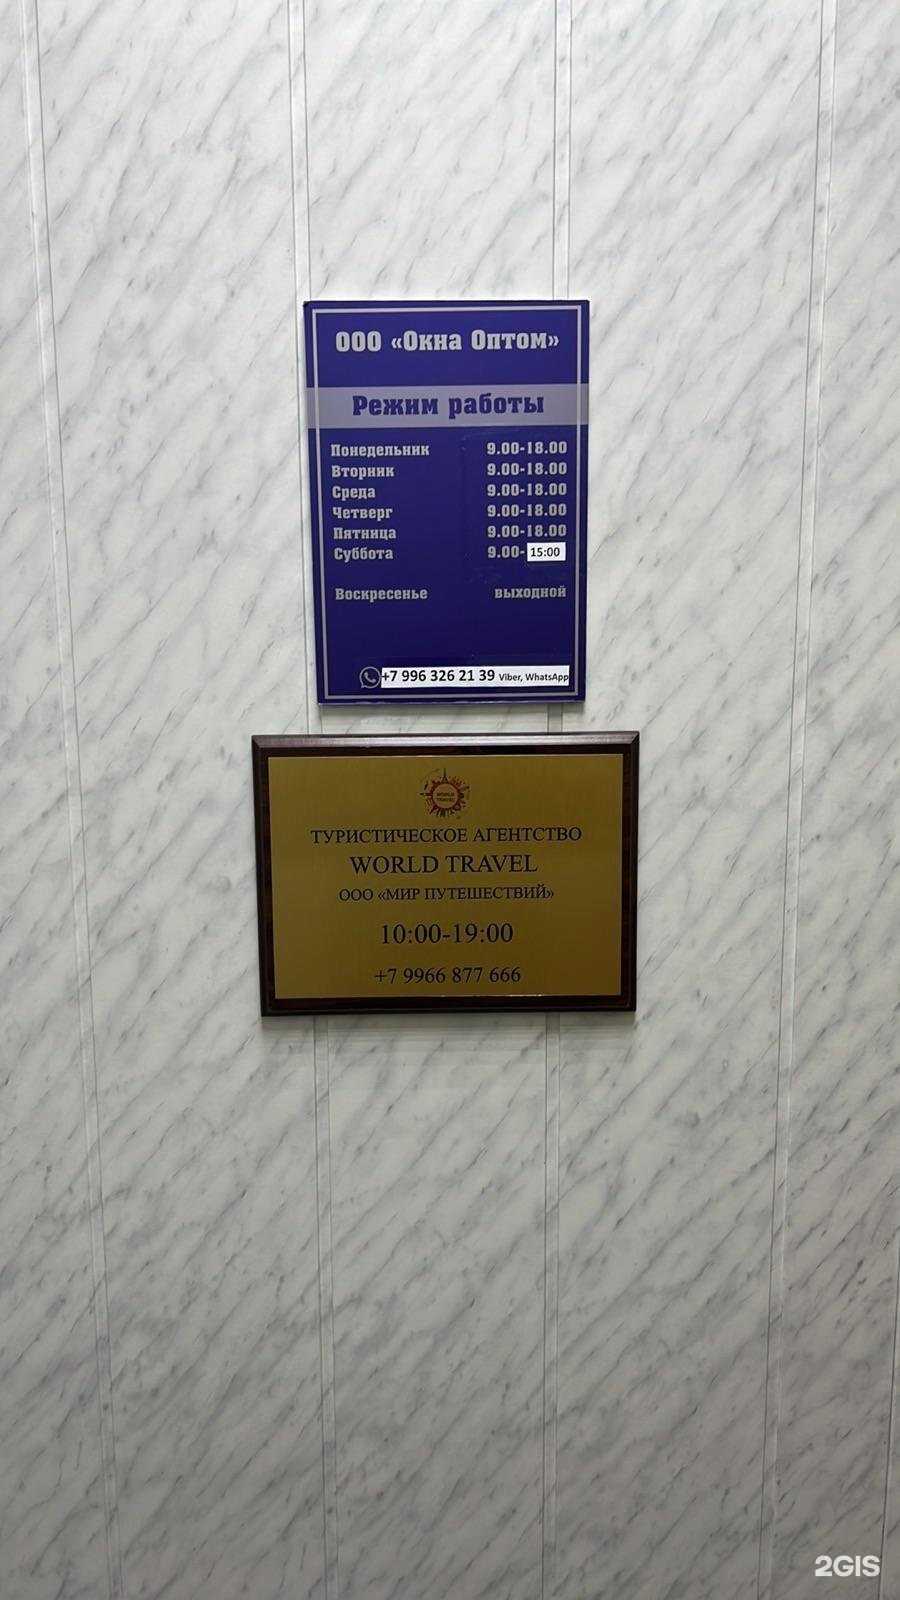 ООО «Окна Оптом»
Режим работы
Понедельник 9.00-18.00
Вторник 9.00-18.00
Среда 9.00-18.00
Четверг 9.00-18.00
Пятница 9.00-18.00
Суббота 9.00-15:00
Воскресенье выходной
+7 996 326 21 39 Viber, WhatsApp
WORLD
TRAVEL
ТУРИСТИЧЕСКОЕ АГЕНТСТВО
WORLD TRAVEL
ООО «МИР ПУТЕШЕСТВИЙ»
10:00-19:00
+7 9966 877 666
2GIS